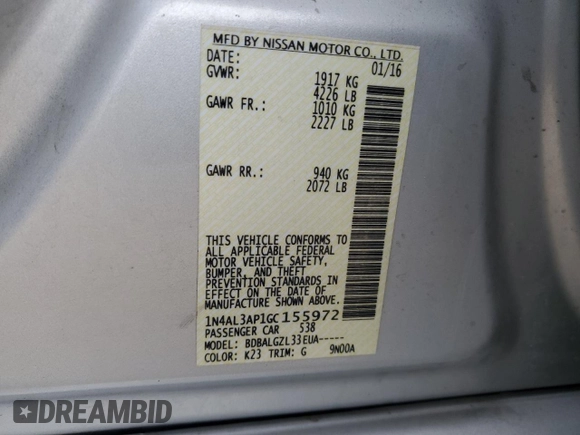 MFD BY NISSAN MOTOR CO., LTD.
DATE: 01/16
GVWR: 1917 KG
4226 LB
GAWR FR.: 1010 KG
2227 LB
GAWR RR.: 940 KG
2072 LB
THIS VEHICLE CONFORMS TO
ALL APPLICABLE FEDERAL
MOTOR VEHICLE SAFETY,
BUMPER, AND THEFT
PREVENTION STANDARDS
IN EFFECT ON THE DATE OF
MANUFACTURE SHOWN ABOVE.
1N4AL3AP1GC155972
PASSENGER CAR 538
MODEL: BDBALGZL33EUA-----
COLOR: K23 TRIM: G 9N00A
DREAMBID